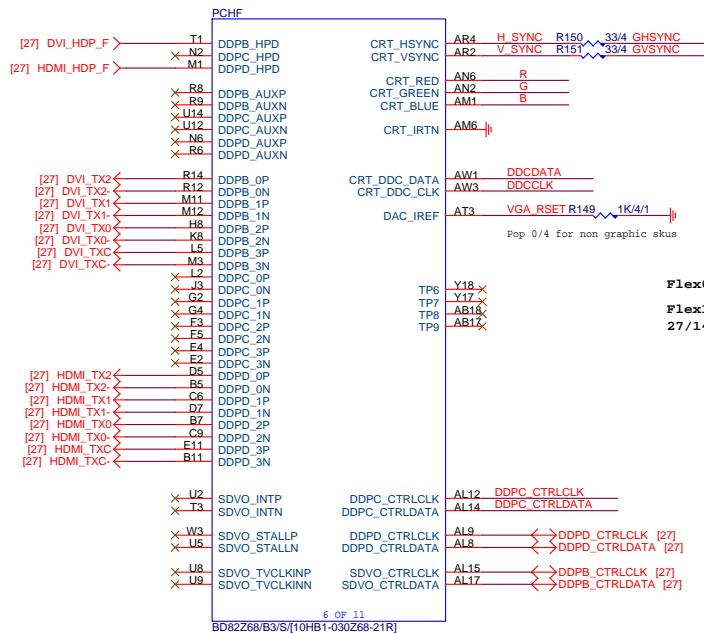 PCHF
[27] DVI_HDP_F T1 DDPB_HPD CRT_HSYNC AR4 H_SYNC R150 33/4 GHSYNC
N2 DDPC_HPD CRT_VSYNC AR2 V_SYNC R151 33/4 GVSYNC
[27] HDMI_HDP_F M1 DDPD_HPD
CRT_RED AN6 R
R8 DDPB_AUXP CRT_GREEN AN2 G
R9 DDPB_AUXN CRT_BLUE AM1 B
U14 DDPC_AUXP
U12 DDPC_AUXN CRT_IRTN AM6
N6 DDPD_AUXP
R6 DDPD_AUXN
[27] DVI_TX2 R14 DDPB_0P CRT_DDC_DATA AW1 DDCDATA
[27] DVI_TX2- R12 DDPB_0N CRT_DDC_CLK AW3 DDCCLK
[27] DVI_TX1 M11 DDPB_1P
[27] DVI_TX1- M12 DDPB_1N DAC_IREF AT3 VGA_RSET R149 1K/4/1
[27] DVI_TX0 H8 DDPB_2P
[27] DVI_TX0- K8 DDPB_2N Pop 0/4 for non graphic skus
[27] DVI_TXC L5 DDPB_3P
[27] DVI_TXC- M3 DDPB_3N
L2 DDPC_0P
J3 DDPC_0N TP6 Y18 Flex0
G2 DDPC_1P TP7 Y17
G4 DDPC_1N TP8 AB18 Flex1
F3 DDPC_2P TP9 AB17 27/14
F5 DDPC_2N
E4 DDPC_3P
E2 DDPC_3N
[27] HDMI_TX2 D5 DDPD_0P
[27] HDMI_TX2- B5 DDPD_0N
[27] HDMI_TX1 C6 DDPD_1P
[27] HDMI_TX1- D7 DDPD_1N
[27] HDMI_TX0 B7 DDPD_2P
[27] HDMI_TX0- C9 DDPD_2N
[27] HDMI_TXC E11 DDPD_3P
[27] HDMI_TXC- B11 DDPD_3N
U2 SDVO_INTP DDPC_CTRLCLK AL12 DDPC_CTRLCLK
T3 SDVO_INTN DDPC_CTRLDATA AL14 DDPC_CTRLDATA
W3 SDVO_STALLP DDPD_CTRLCLK AL9 DDPD_CTRLCLK [27]
U5 SDVO_STALLN DDPD_CTRLDATA AL8 DDPD_CTRLDATA [27]
U8 SDVO_TVCLKINP SDVO_CTRLCLK AL15 DDPB_CTRLCLK [27]
U9 SDVO_TVCLKINN SDVO_CTRLDATA AL17 DDPB_CTRLDATA [27]
6 OF 11
BD82Z68/B3/S/[10HB1-030Z68-21R]